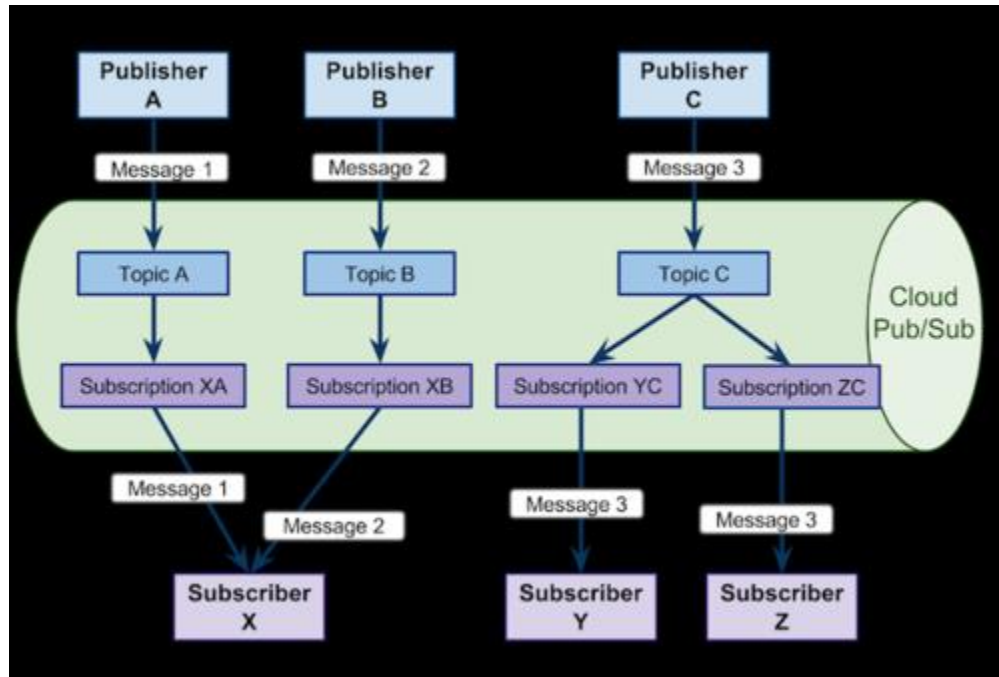 Publisher
A
Publisher
B
Publisher
C
Message 1
Message 2
Message 3
Topic A
Topic B
Topic C
Cloud
Pub/Sub
Subscription XA
Subscription XB
Subscription YC
Subscription ZC
Message 1
Message 2
Message 3
Message 3
Subscriber
X
Subscriber
Y
Subscriber
Z